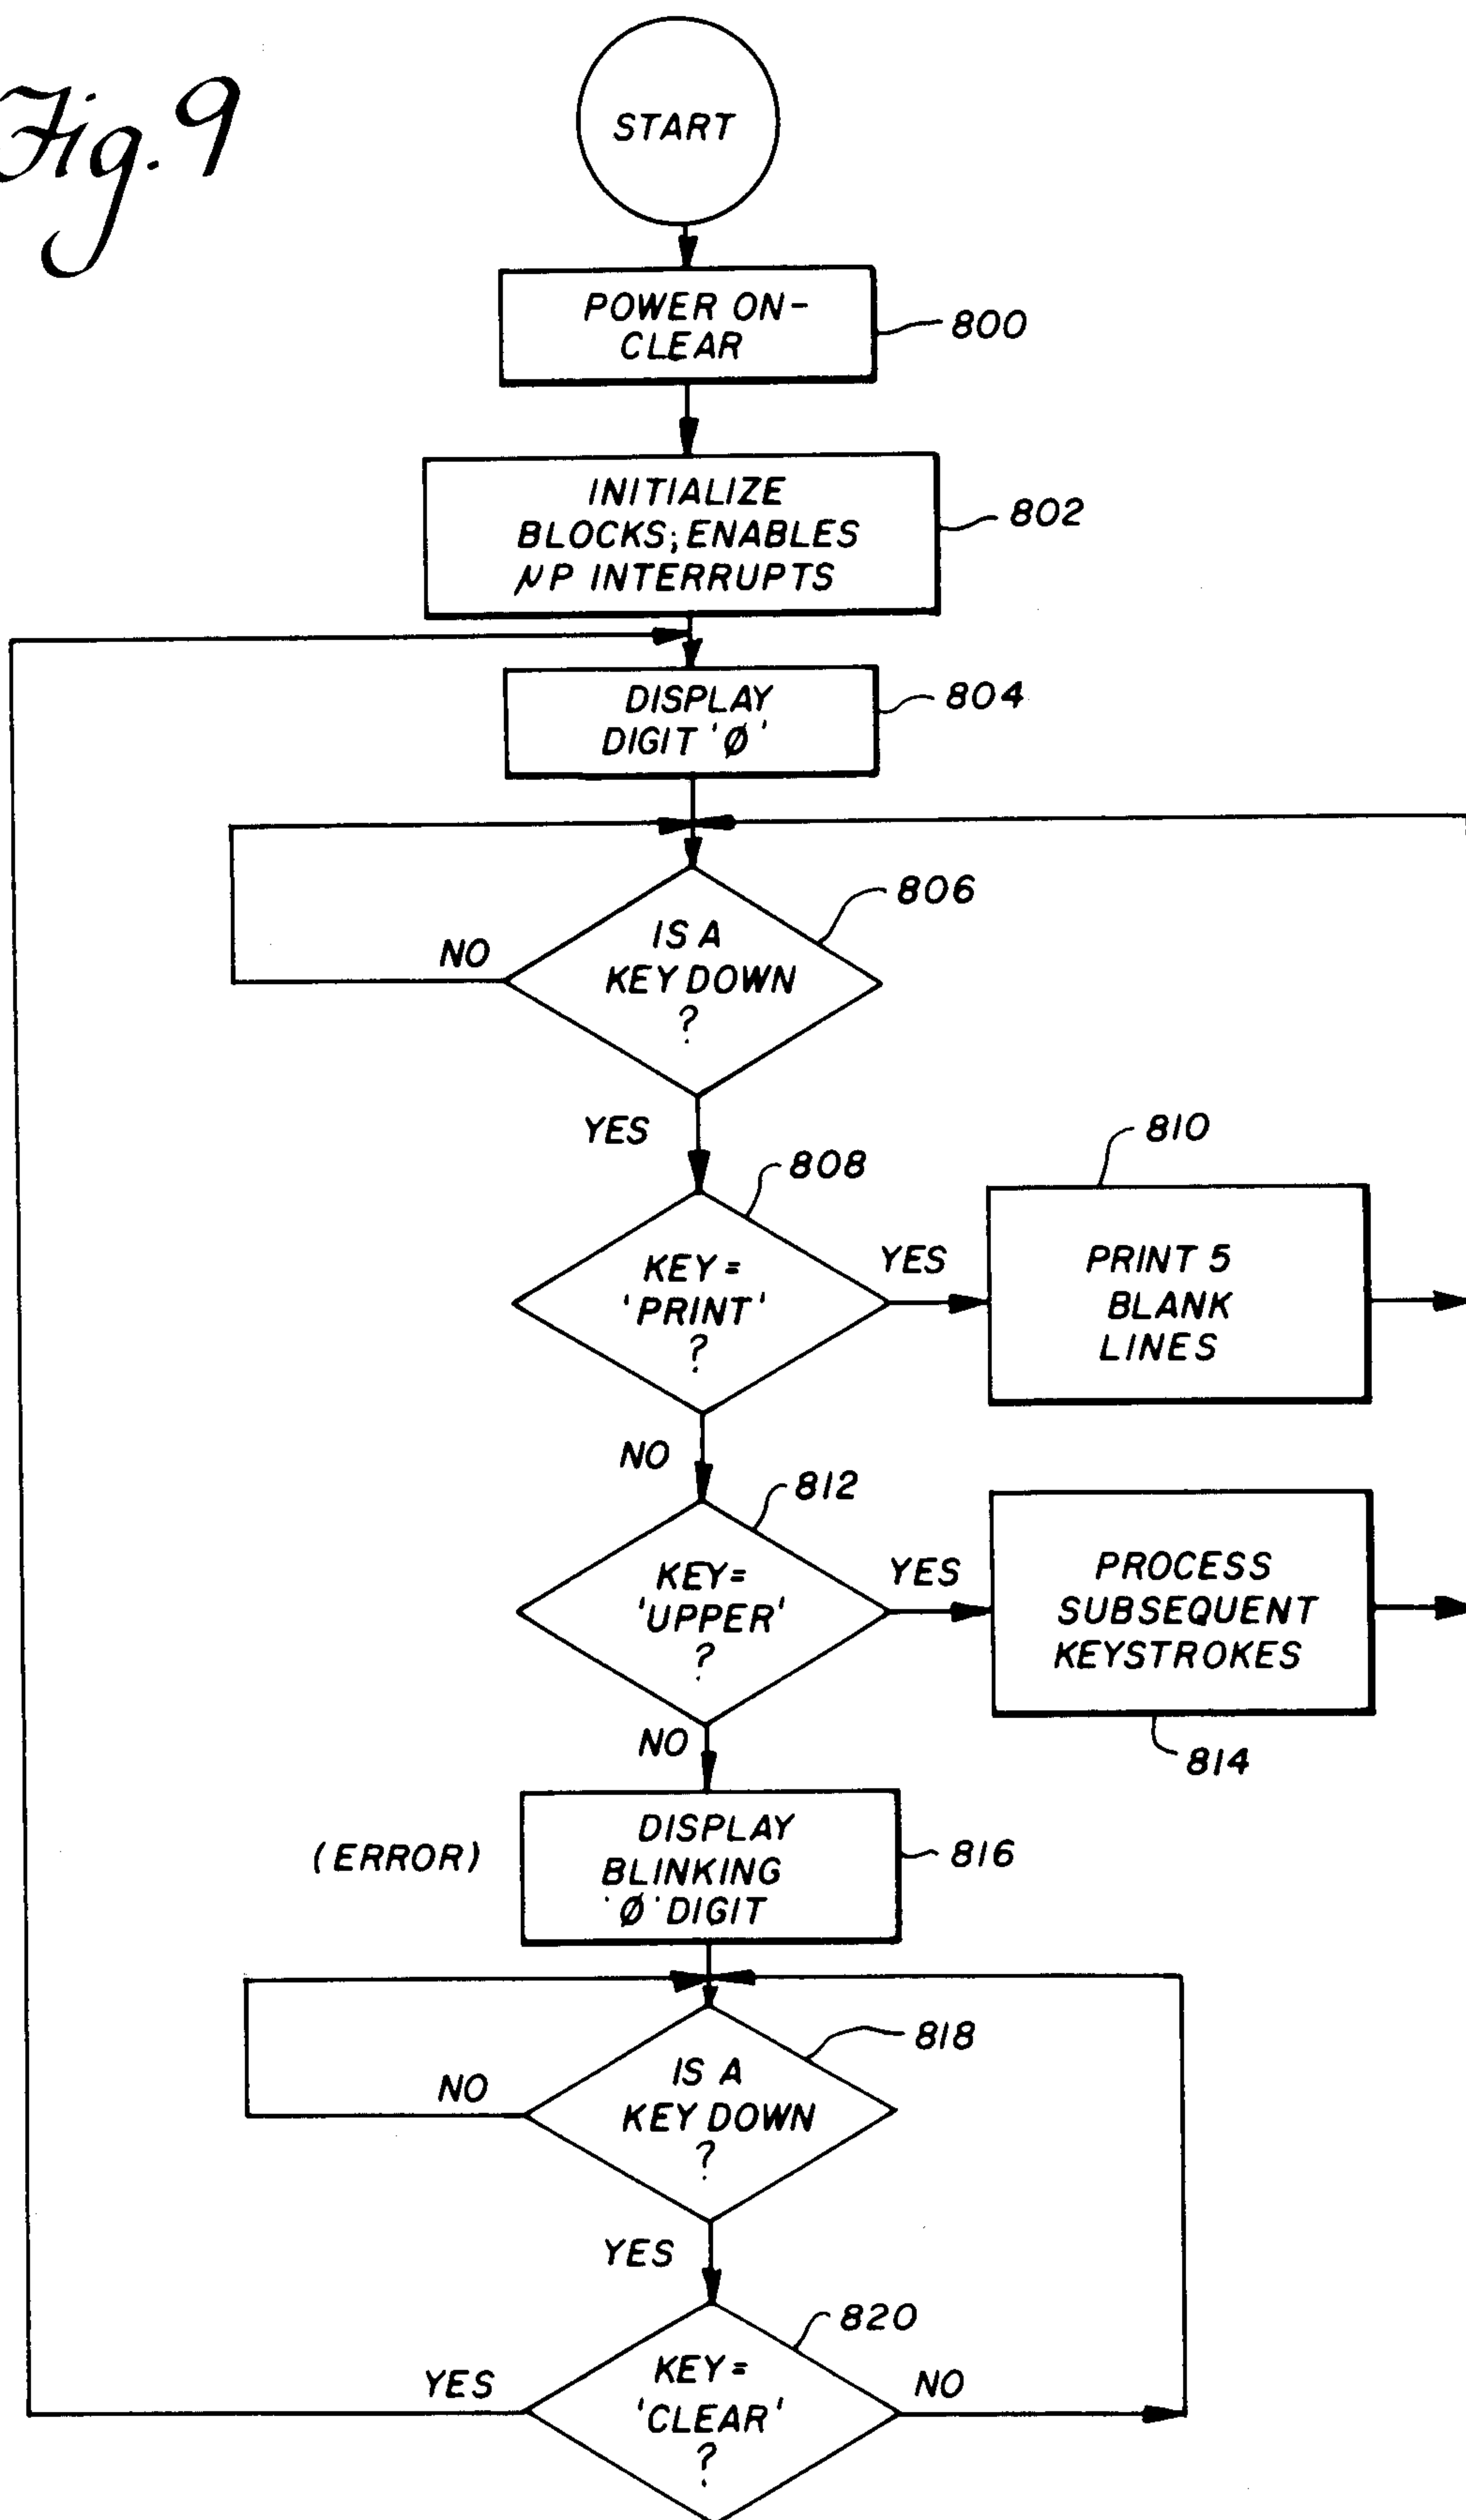 Fig. 9
START
POWER ON-
CLEAR
800
INITIALIZE
BLOCKS; ENABLES
μP INTERRUPTS
802
DISPLAY
DIGIT 'Ø'
804
806
IS A
KEY DOWN
?
NO
YES
808
KEY =
'PRINT'
?
YES
810
PRINT 5
BLANK
LINES
NO
812
KEY=
'UPPER'
?
YES
PROCESS
SUBSEQUENT
KEYSTROKES
814
NO
(ERROR)
DISPLAY
BLINKING
'Ø' DIGIT
816
818
IS A
KEY DOWN
?
NO
YES
820
KEY=
'CLEAR'
?
YES
NO